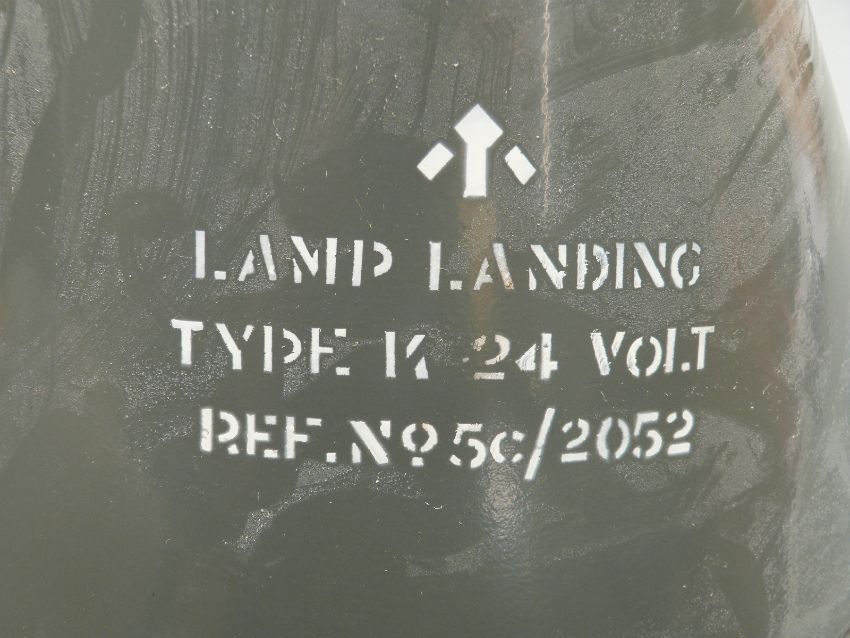 LAMP LANDING
TYPE K 24 VOLT
REF. Nº 5C/2052